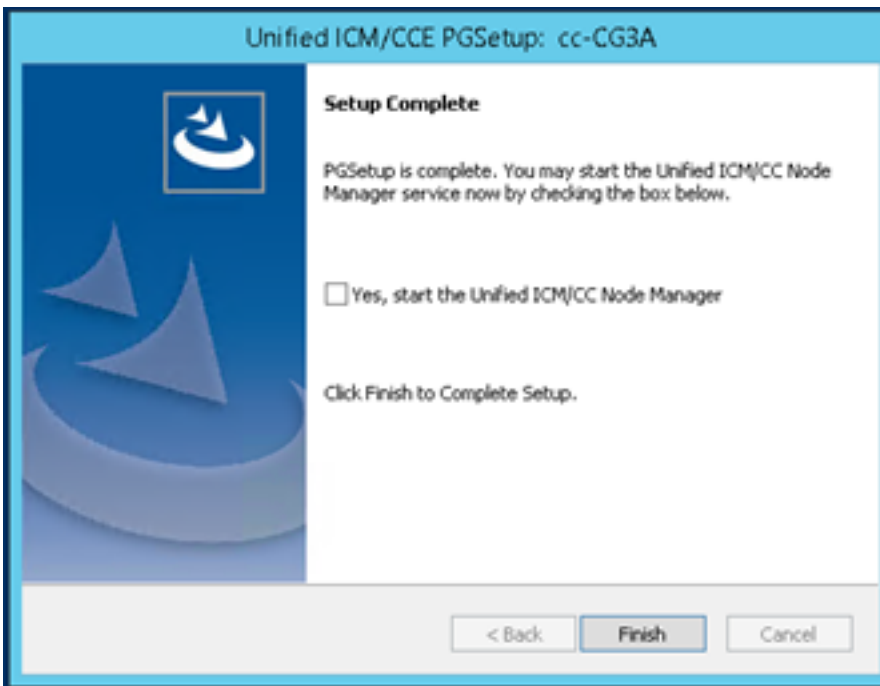 Unified ICM/CCE PGSetup: cc-CG3A
Setup Complete
PGSetup is complete. You may start the Unified ICM/CC Node
Manager service now by checking the box below.
Yes, start the Unified ICM/CC Node Manager
Click Finish to Complete Setup.
< Back
Finish
Cancel